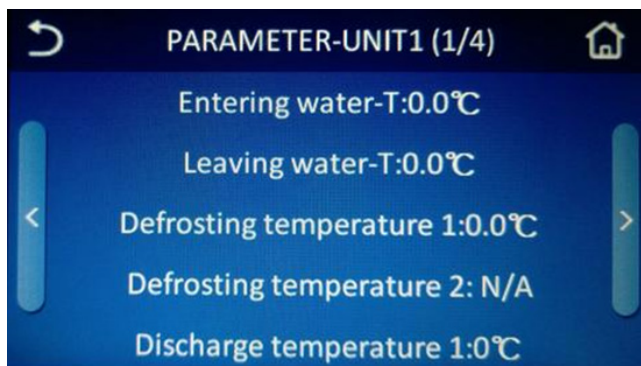 PARAMETER-UNIT1 (1/4)
Entering water-T:0.0℃
Leaving water-T:0.0℃
Defrosting temperature 1:0.0℃
Defrosting temperature 2: N/A
Discharge temperature 1:0℃